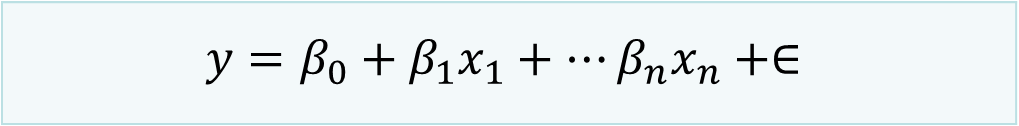 y = β₀ + β₁x₁ + ⋯ βₙxₙ +∈